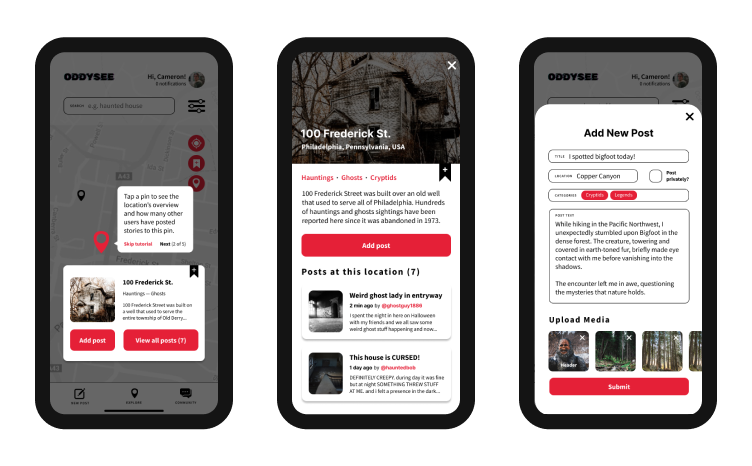 ODDYSEE
Hi, Cameron!
0 notifications
SEARCH e.g. haunted house
A43
Tap a pin to see the
location's overview
and how many other
users have posted
stories to this pin.
Skip tutorial Next (2 of 5)
Frederick St.
100 Frederick St.
Hauntings — Ghosts
100 Frederick St was built on
a well that used to serve the
entire township of Old Derry...
Add post View all posts (7)
A43
NEW POST EXPLORE COMMUNITY
100 Frederick St.
Philadelphia, Pennsylvania, USA
Hauntings • Ghosts • Cryptids
100 Frederick Street was built over an old well
that used to serve all of Philadelphia. Hundreds
of hauntings and ghosts sightings have been
reported here since it was abandoned in 1973.
Add post
Posts at this location (7)
Weird ghost lady in entryway
2 min ago by @ghostguy1886
I spent the night in here on Halloween
with my friends and we all saw some
weird ghost stuff happening and now...
This house is CURSED!
1 day ago by @hauntedbob
DEFINITELY CREEPY. during day it was fine
but at night SOMETHING THREW STUFF
AT ME. and i felt a presence in the dark...
ODDYSEE
Hi, Cameron!
0 notifications
Add New Post
TITLE I spotted bigfoot today!
LOCATION Copper Canyon
Post
privately?
CATEGORIES Cryptids Legends
POST TEXT
While hiking in the Pacific Northwest, I
unexpectedly stumbled upon Bigfoot in the
dense forest. The creature, towering and
covered in earth-toned fur, briefly made eye
contact with me before vanishing into the
shadows.
The encounter left me in awe, questioning
the mysteries that nature holds.
Upload Media
Header
Submit